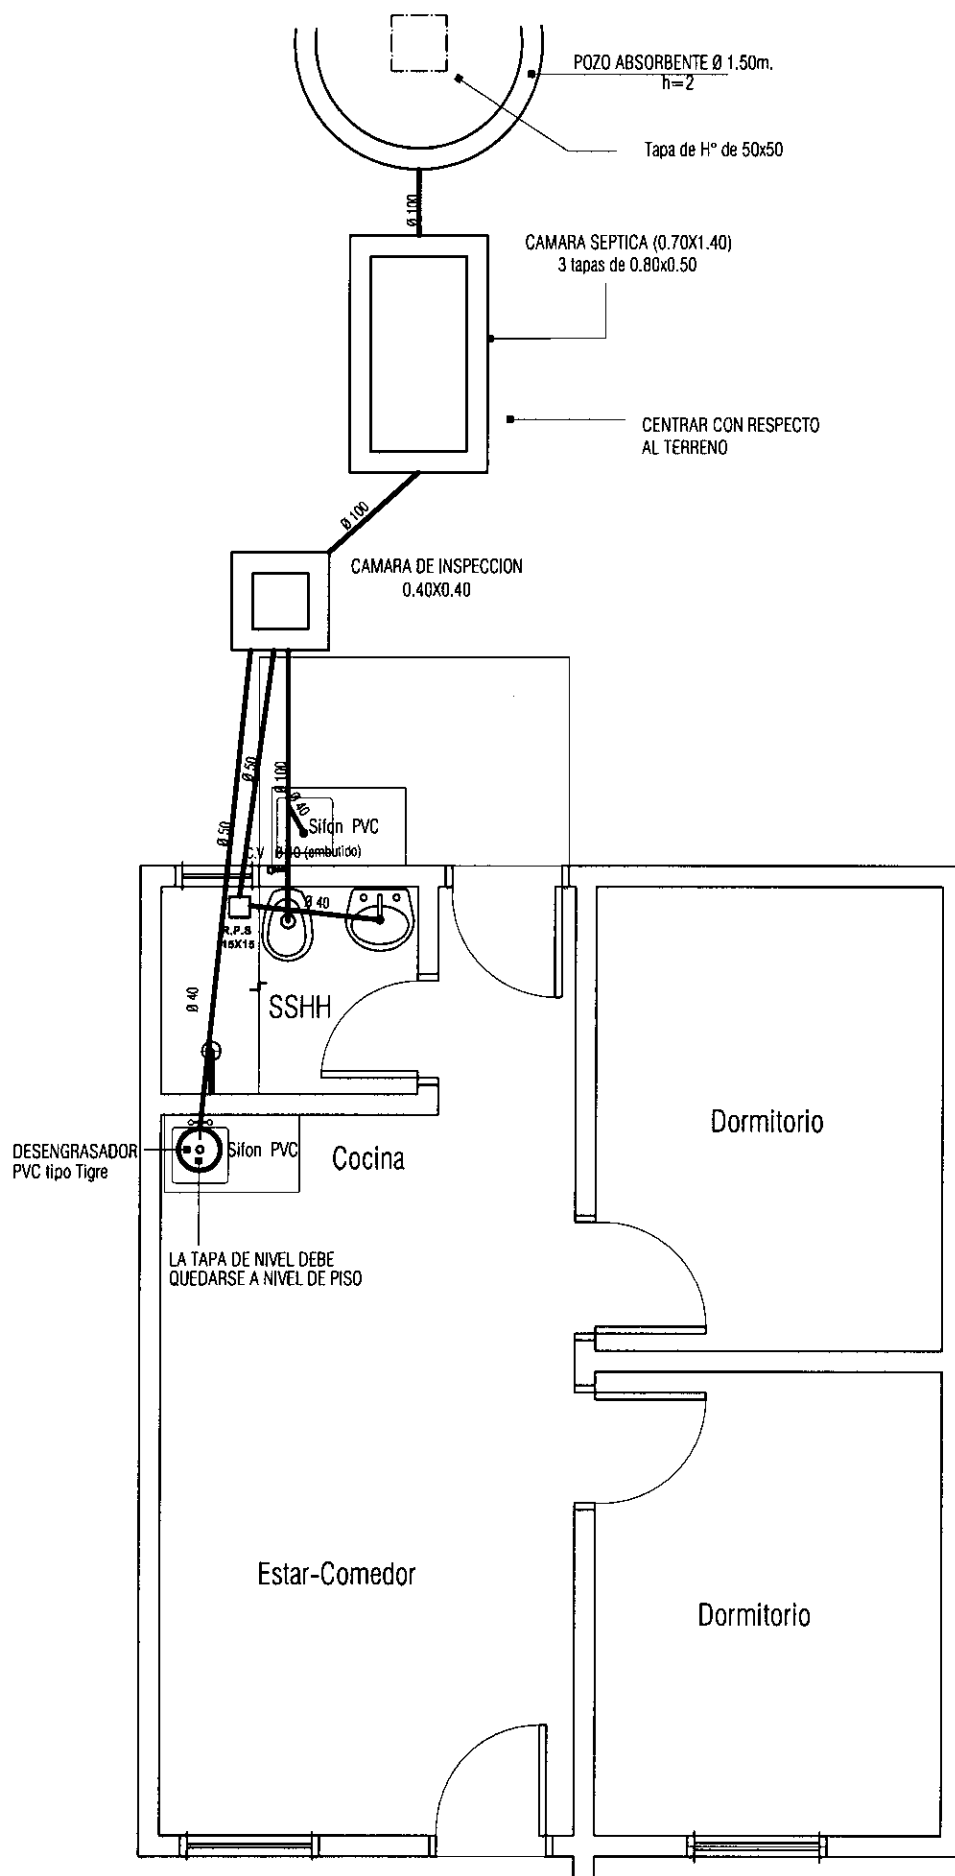 POZO ABSORBENTE Ø 1.50m.
h=2
Tapa de Hº de 50x50
Ø 100
CAMARA SEPTICA (0.70X1.40)
3 tapas de 0.80x0.50
CENTRAR CON RESPECTO
AL TERRENO
Ø 100
CAMARA DE INSPECCION
0.40X0.40
Ø 50
Ø 50
Ø 100
Ø 40
Sifon PVC
C.V. Ø 40 (embutido)
Ø 40
R.P.S
15X15
Ø 40
SSHH
DESENGRASADOR
PVC tipo Tigre
Sifon PVC
Cocina
Dormitorio
LA TAPA DE NIVEL DEBE
QUEDARSE A NIVEL DE PISO
Estar-Comedor
Dormitorio